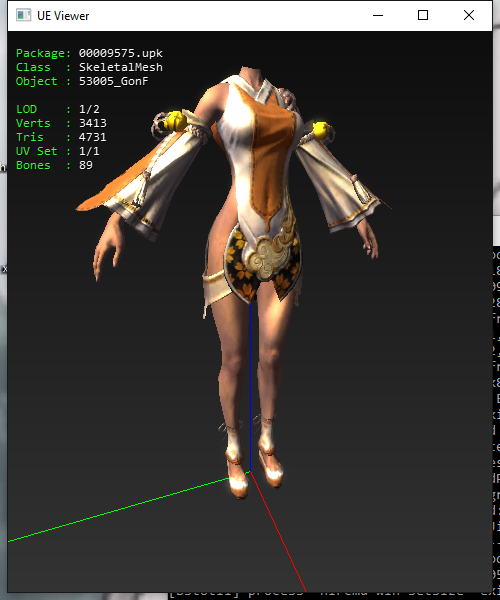 UE Viewer
Package: 00009575.upk
Class  : SkeletalMesh
Object : 53005_GonF
LOD    : 1/2
Verts  : 3413
Tris   : 4731
UV Set : 1/1
Bones  : 89